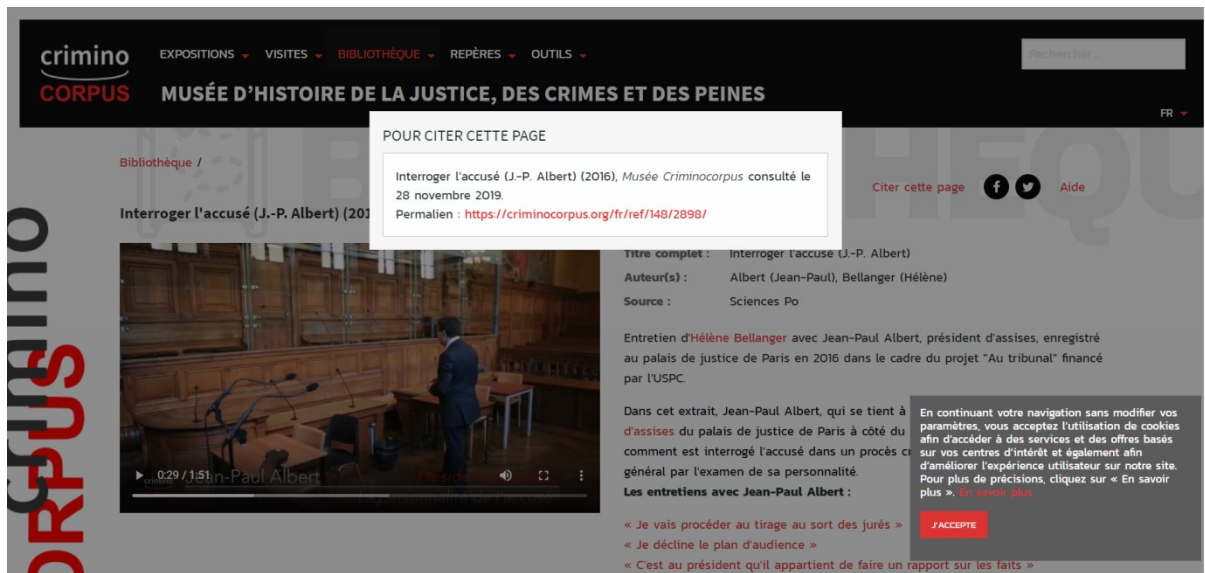 crimino
CORPUS
EXPOSITIONS VISITES BIBLIOTHÈQUE REPÈRES OUTILS
Rechercher...
MUSÉE D'HISTOIRE DE LA JUSTICE, DES CRIMES ET DES PEINES
FR
POUR CITER CETTE PAGE
Interroger l'accusé (J.-P. Albert) (2016), Musée Criminocorpus consulté le
28 novembre 2019.
Permalien : https://criminocorpus.org/fr/ref/148/2898/
Bibliothèque /
Citer cette page
Aide
Interroger l'accusé (J.-P. Albert) (201
0:29 / 1:51
Jean-Paul Albert
Titre complet : Interroger l'accusé (J.-P. Albert)
Auteur(s) : Albert (Jean-Paul), Bellanger (Hélène)
Source : Sciences Po
Entretien d'Hélène Bellanger avec Jean-Paul Albert, président d'assises, enregistré
au palais de justice de Paris en 2016 dans le cadre du projet "Au tribunal" financé
par l'USPC.
Dans cet extrait, Jean-Paul Albert, qui se tient à
d'assises du palais de justice de Paris à côté du
comment est interrogé l'accusé dans un procès
général par l'examen de sa personnalité.
Les entretiens avec Jean-Paul Albert :
« Je vais procéder au tirage au sort des jurés »
« Je décline le plan d'audience »
« C'est au président qu'il appartient de faire un rapport sur les faits »
En continuant votre navigation sans modifier vos
paramètres, vous acceptez l'utilisation de cookies
afin d'accéder à des services et des offres basés
sur vos centres d'intérêt et également afin
d'améliorer l'expérience utilisateur sur notre site.
Pour plus de précisions, cliquez sur « En savoir
plus ». En savoir plus
J'ACCEPTE